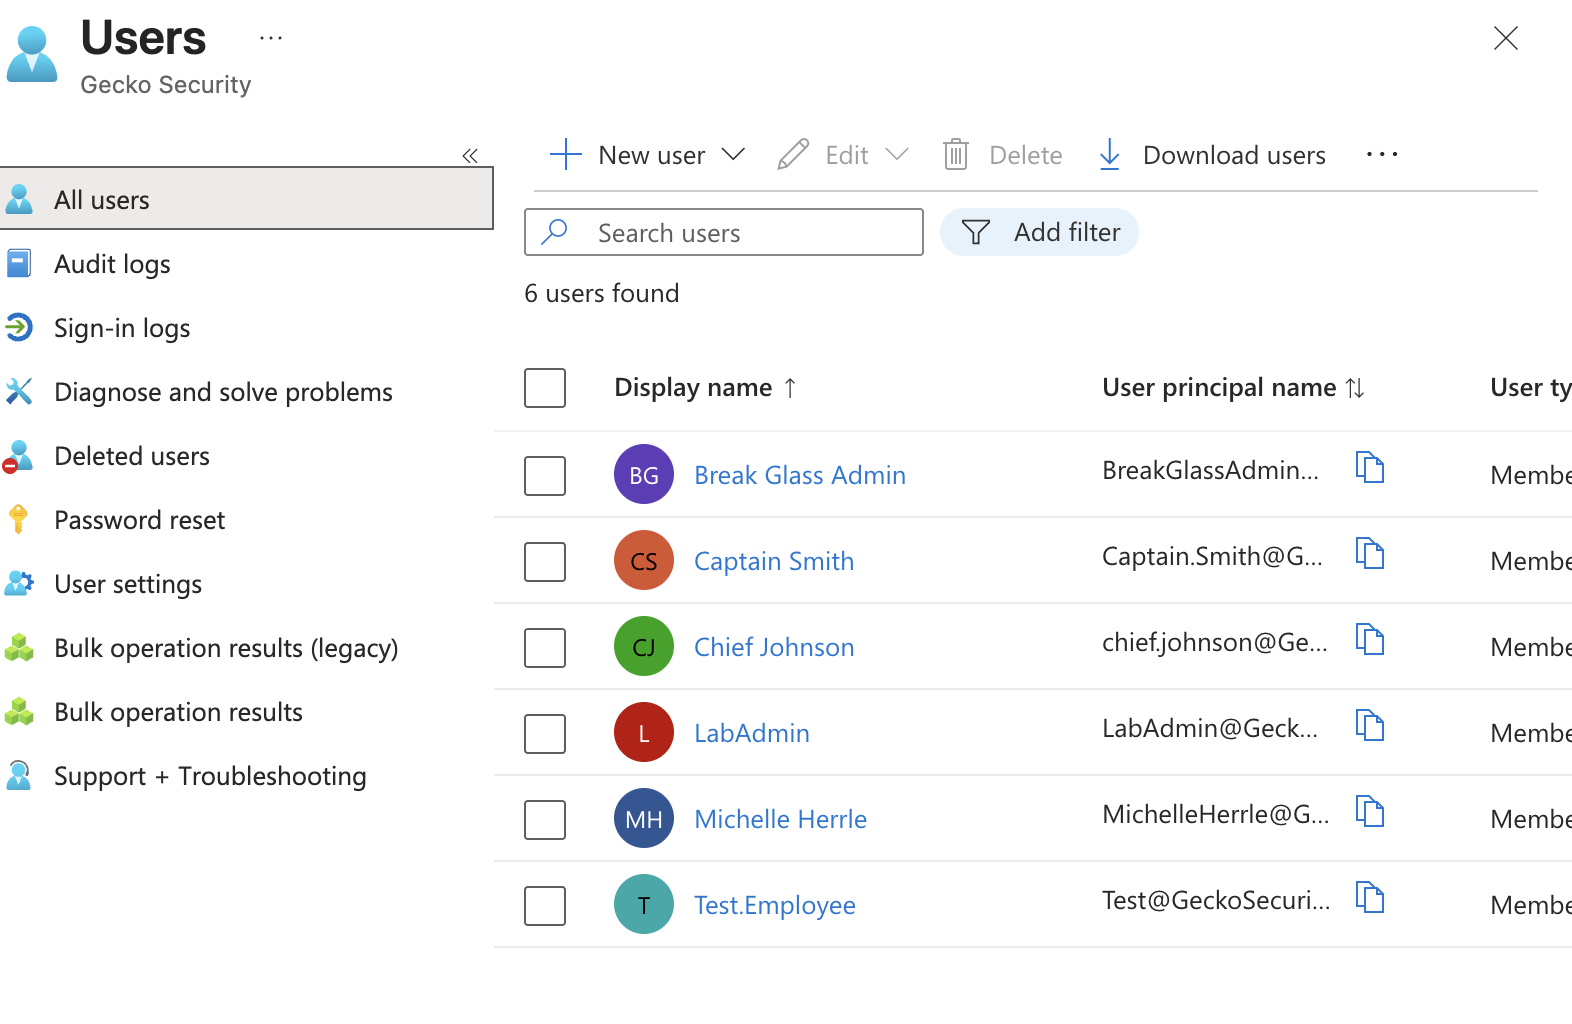 Users ...
Gecko Security
New user Edit Delete Download users ...
All users
Audit logs
Sign-in logs
Diagnose and solve problems
Deleted users
Password reset
User settings
Bulk operation results (legacy)
Bulk operation results
Support + Troubleshooting
Search users Add filter
6 users found
Display name ↑ User principal name ↑↓ User ty
BG Break Glass Admin BreakGlassAdmin... Membe
CS Captain Smith Captain.Smith@G... Membe
CJ Chief Johnson chief.johnson@Ge... Membe
L LabAdmin LabAdmin@Geck... Membe
MH Michelle Herrle MichelleHerrle@G... Membe
T Test.Employee Test@GeckoSecuri... Membe